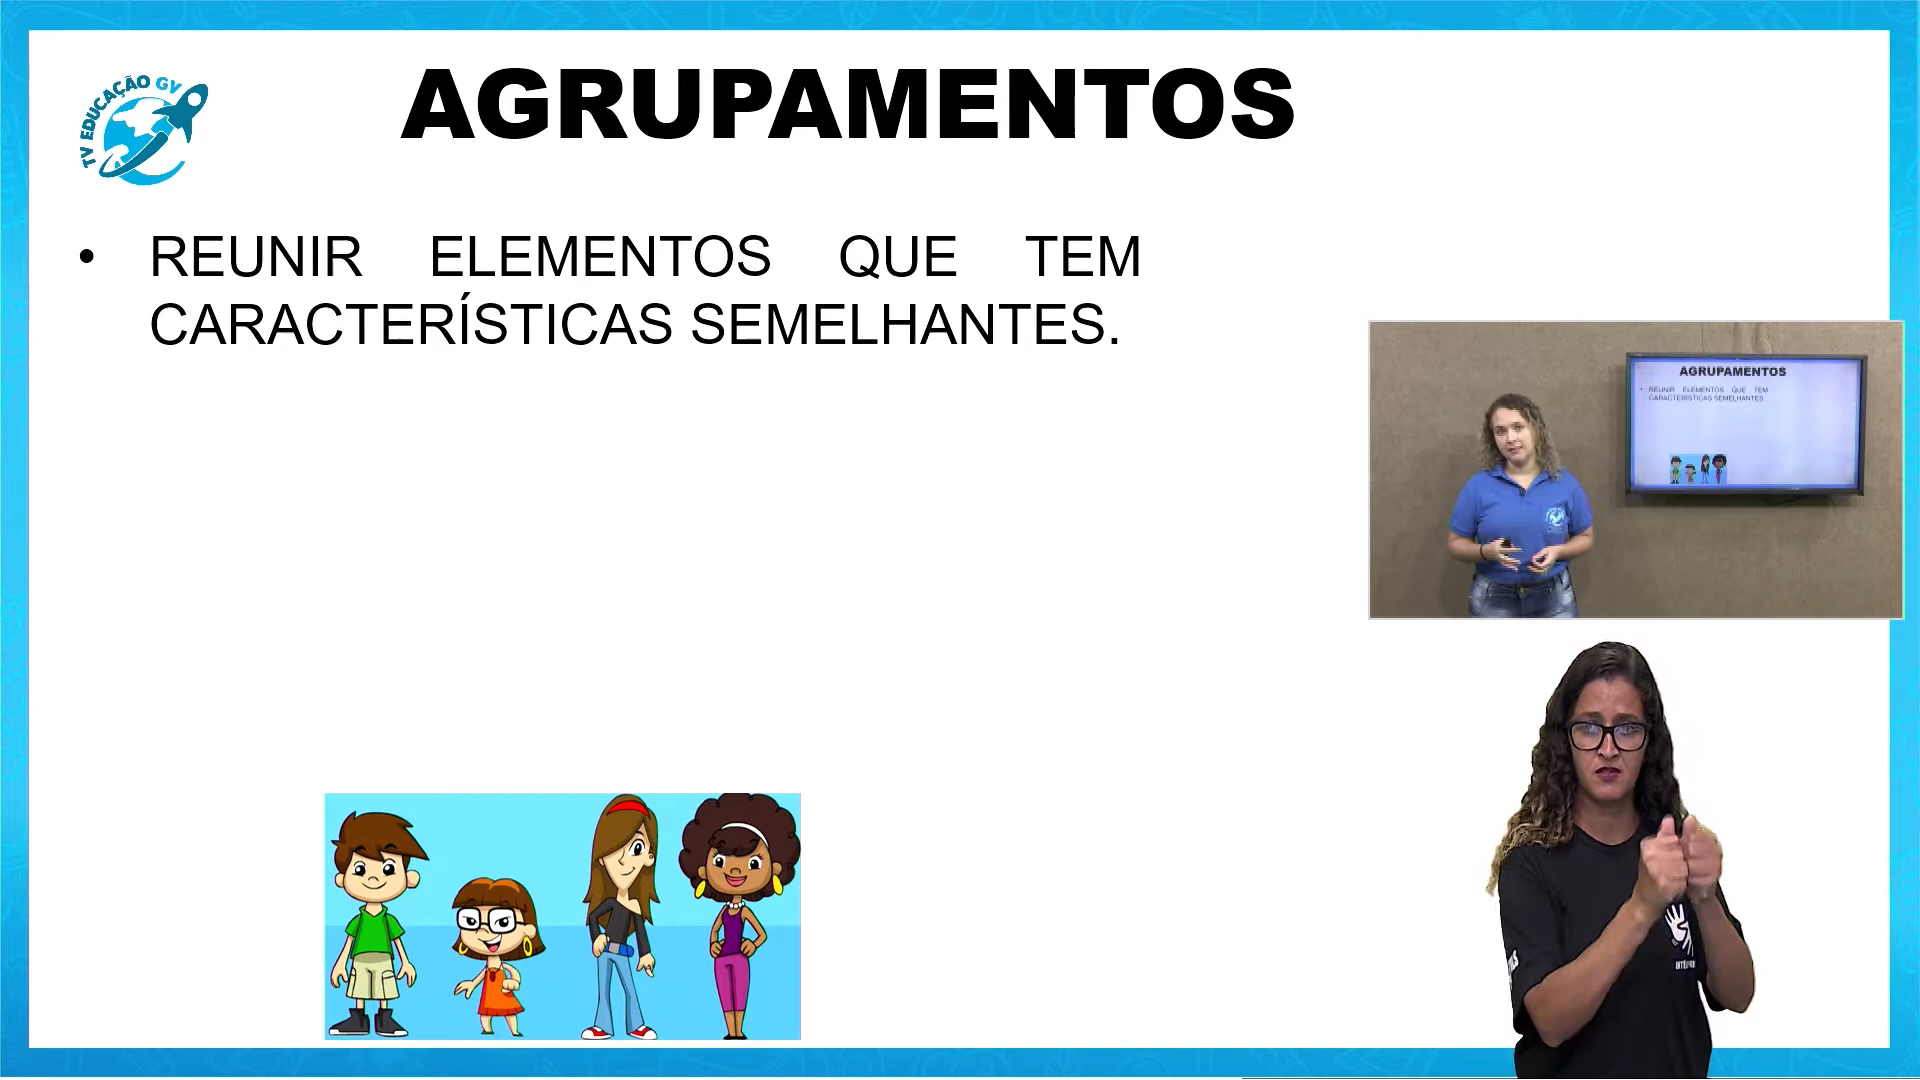 TV EDUCAÇÃO GV
AGRUPAMENTOS
• REUNIR ELEMENTOS QUE TEM
CARACTERÍSTICAS SEMELHANTES.
AGRUPAMENTOS
• REUNIR ELEMENTOS QUE TEM
CARACTERÍSTICAS SEMELHANTES.